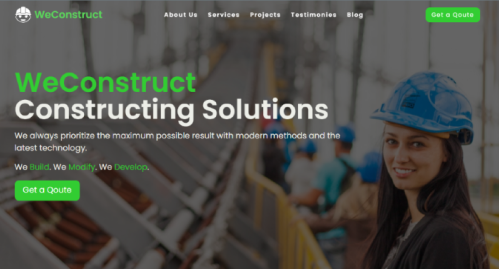 WeConstruct
About Us Services Projects Testimonies Blog
Get a Qoute
WeConstruct
Constructing Solutions
We always prioritize the maximum possible result with modern methods and the
latest technology.
We Build. We Modify. We Develop.
Get a Qoute